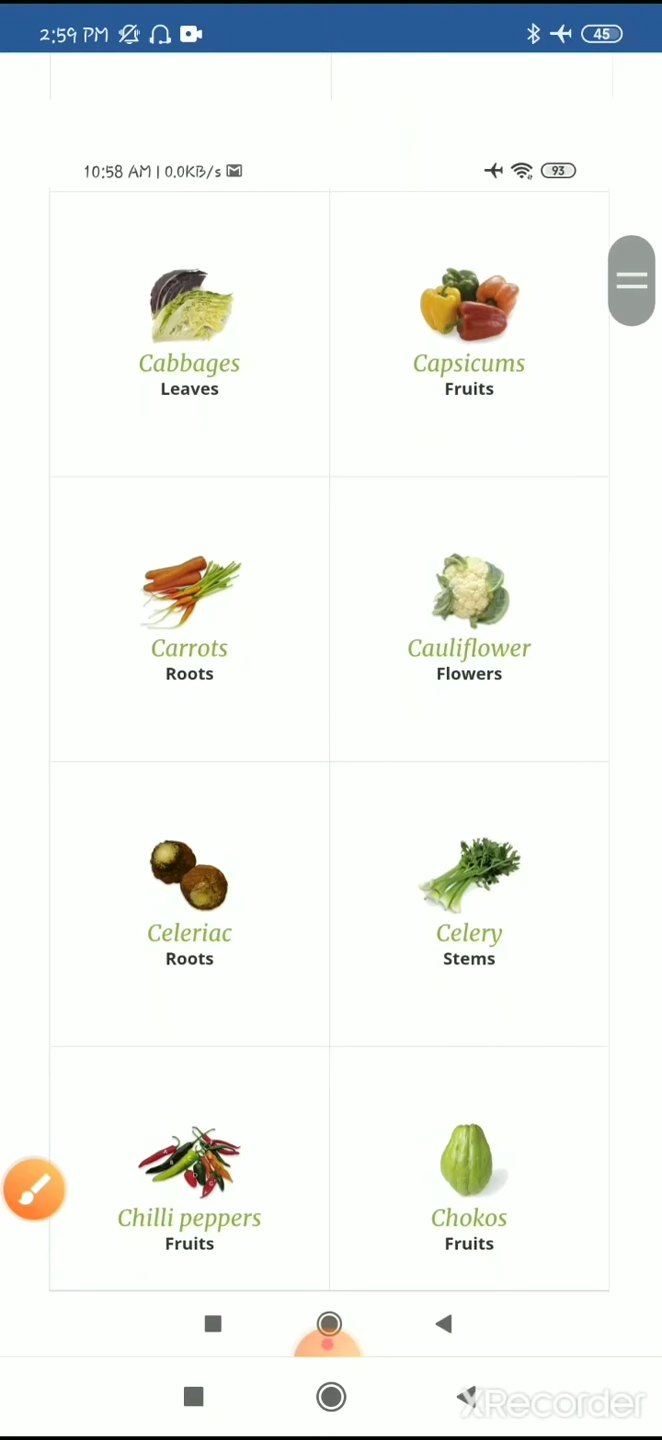 2:59 PM
45
10:58 AM | 0.0KB/s
93
Cabbages
Leaves
Capsicums
Fruits
Carrots
Roots
Cauliflower
Flowers
Celeriac
Roots
Celery
Stems
Chilli peppers
Fruits
Chokos
Fruits
XRecorder